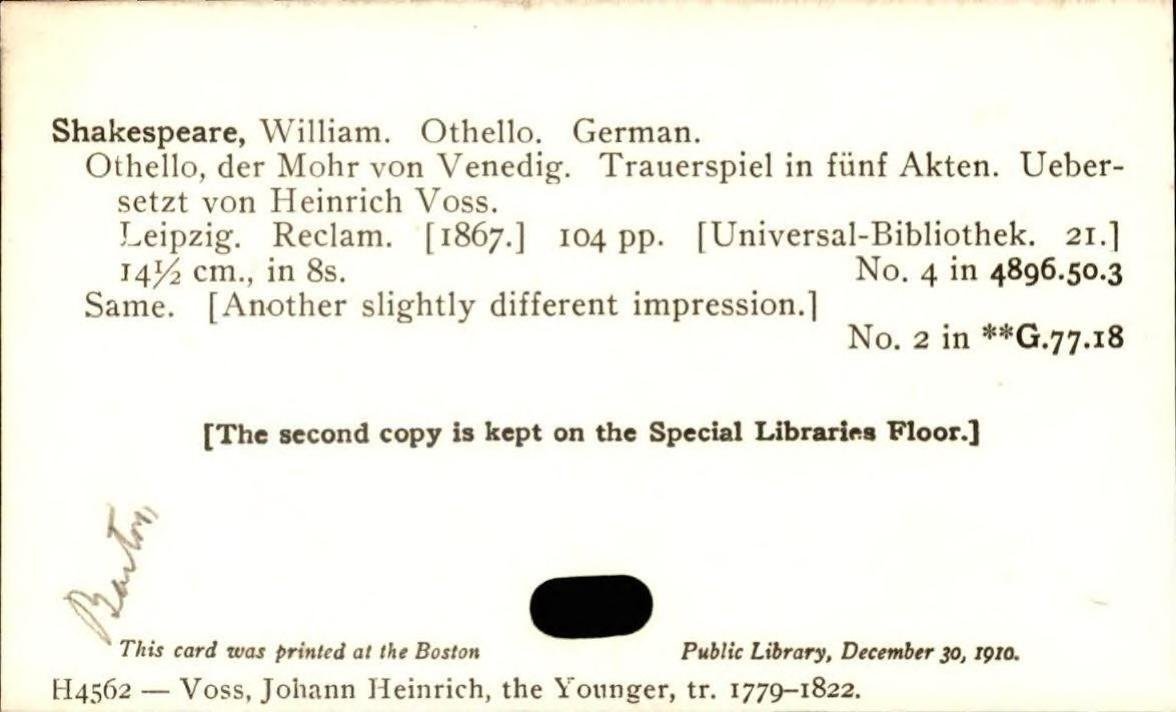 Shakespeare, William. Othello. German.
Othello, der Mohr von Venedig. Trauerspiel in fünf Akten. Ueber-
setzt von Heinrich Voss.
Leipzig. Reclam. [1867.] 104 pp. [Universal-Bibliothek. 21.]
14½ cm., in 8s. No. 4 in 4896.50.3
Same. [Another slightly different impression.]
No. 2 in **G.77.18
[The second copy is kept on the Special Libraries Floor.]
Barton,
This card was printed at the Boston Public Library, December 30, 1910.
H4562 — Voss, Johann Heinrich, the Younger, tr. 1779–1822.